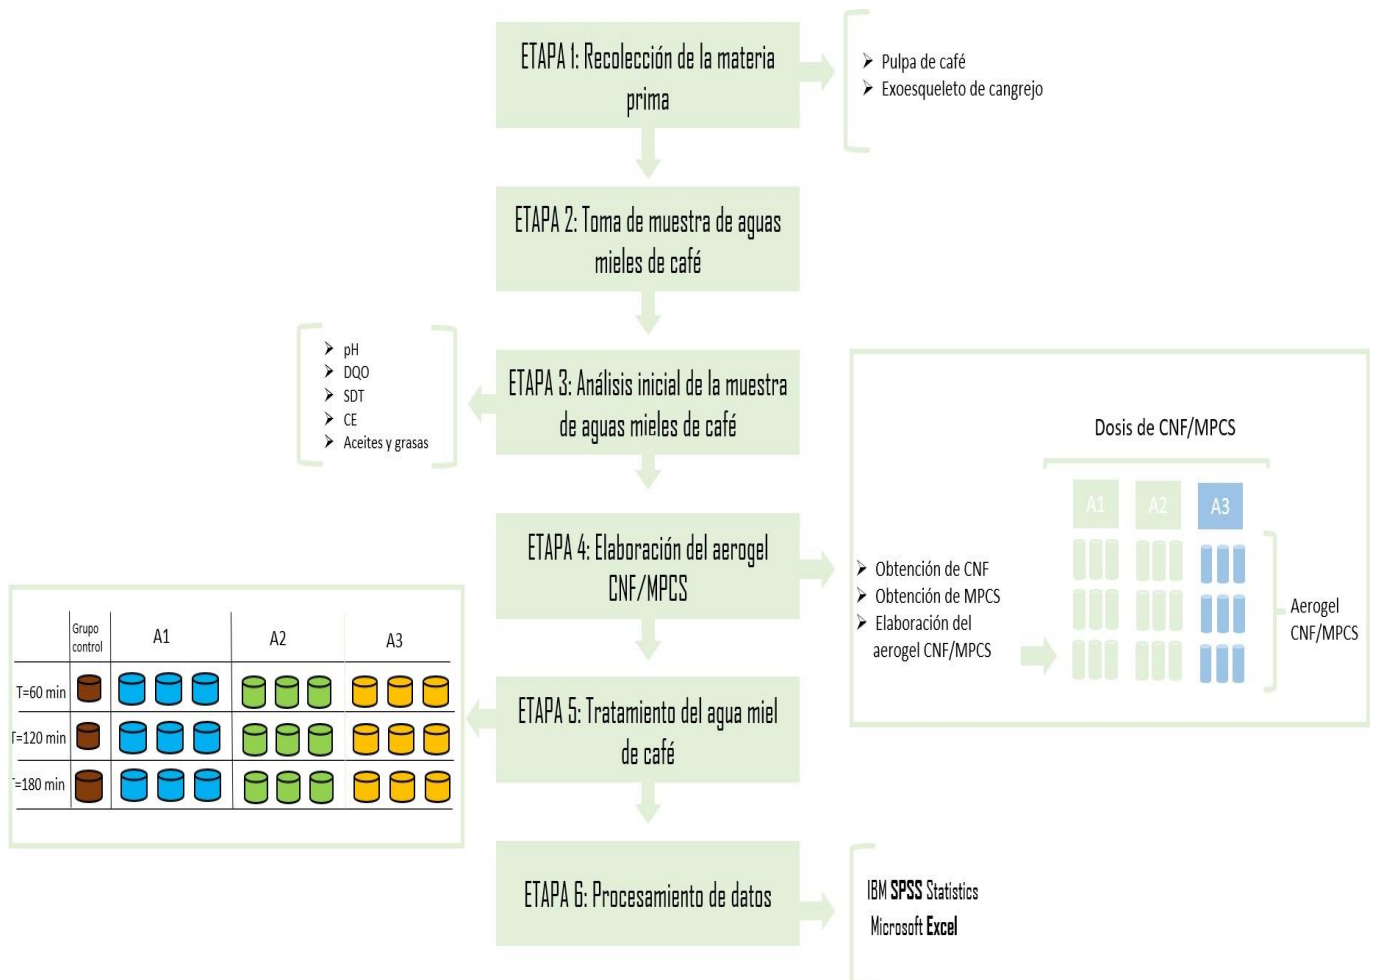 ETAPA 1: Recolección de la materia
prima
➢ Pulpa de café
➢ Exoesqueleto de cangrejo
ETAPA 2: Toma de muestra de aguas
mieles de café
ETAPA 3: Análisis inicial de la muestra
de aguas mieles de café
➢ pH
➢ DQO
➢ SDT
➢ CE
➢ Aceites y grasas
ETAPA 4: Elaboración del aerogel
CNF/MPCS
➢ Obtención de CNF
➢ Obtención de MPCS
➢ Elaboración del
aerogel CNF/MPCS
Dosis de CNF/MPCS
A1 A2 A3
Aerogel
CNF/MPCS
ETAPA 5: Tratamiento del agua miel
de café
Grupo
control
A1 A2 A3
T=60 min
T=120 min
T=180 min
ETAPA 6: Procesamiento de datos
IBM SPSS Statistics
Microsoft Excel